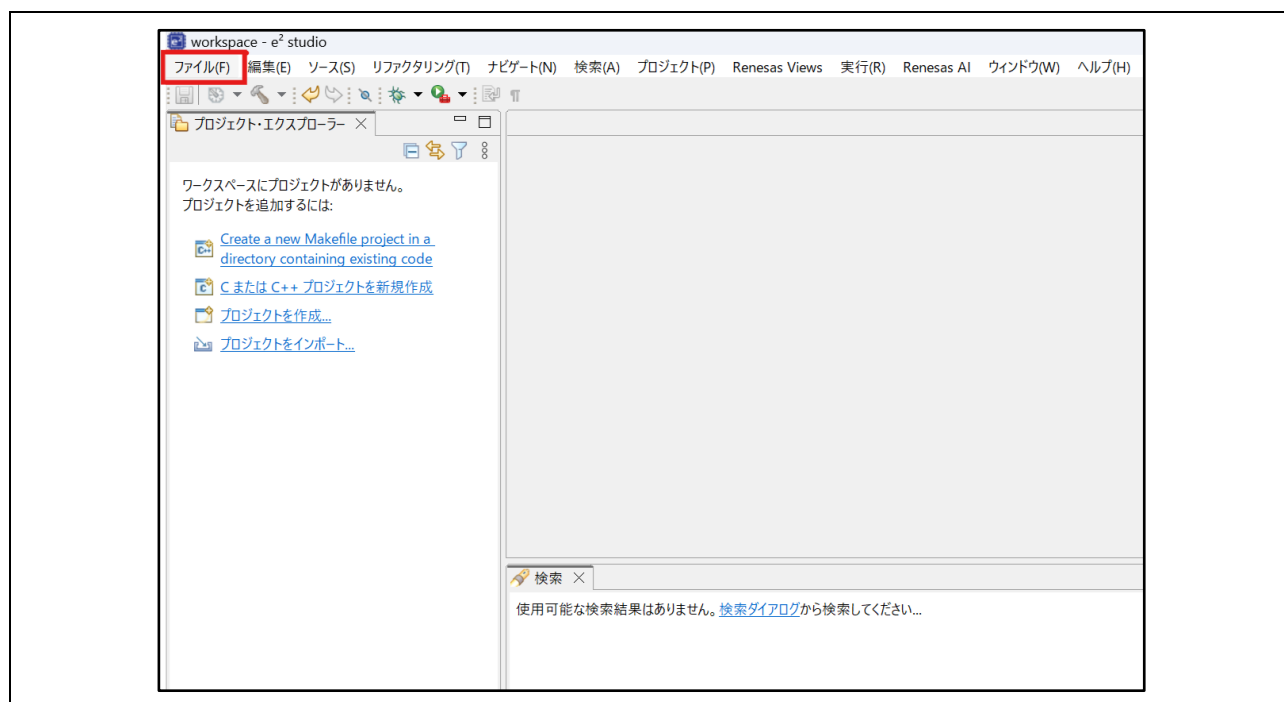 workspace - e² studio
ファイル(F) 編集(E) ソース(S) リファクタリング(T) ナビゲート(N) 検索(A) プロジェクト(P) Renesas Views 実行(R) Renesas AI ウィンドウ(W) ヘルプ(H)
プロジェクト・エクスプローラー
ワークスペースにプロジェクトがありません。
プロジェクトを追加するには:
Create a new Makefile project in a
directory containing existing code
C または C++ プロジェクトを新規作成
プロジェクトを作成...
プロジェクトをインポート...
検索
使用可能な検索結果はありません。検索ダイアログから検索してください...